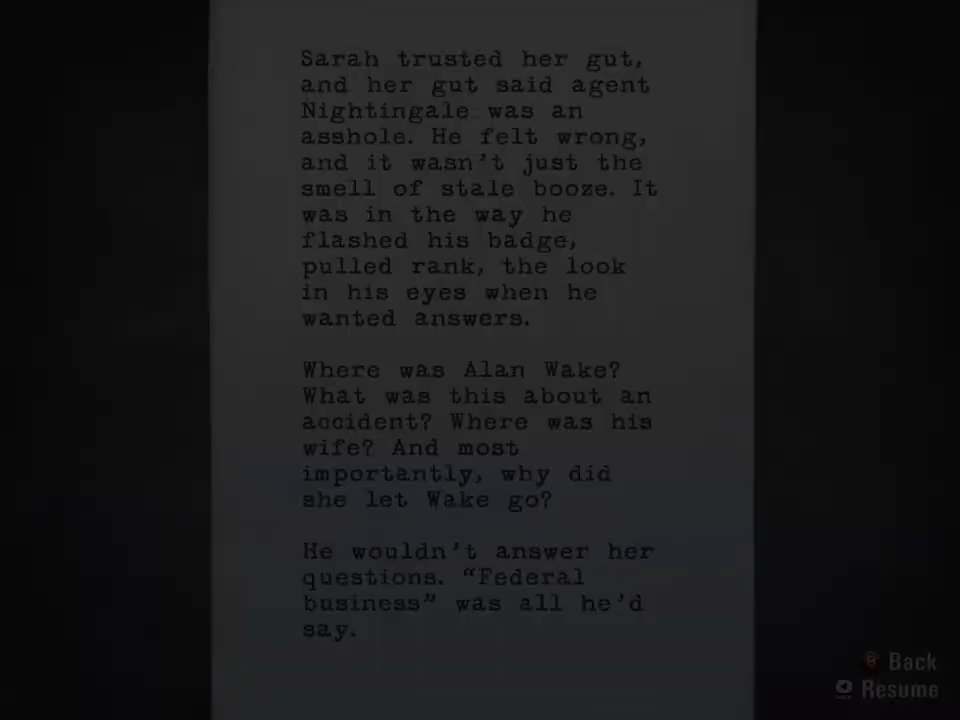 Sarah trusted her gut,
and her gut said agent
Nightingale was an
asshole. He felt wrong,
and it wasn't just the
smell of stale booze. It
was in the way he
flashed his badge,
pulled rank, the look
in his eyes when he
wanted answers.
Where was Alan Wake?
What was this about an
accident? Where was his
wife? And most
importantly, why did
she let Wake go?
He wouldn't answer her
questions. “Federal
business” was all he'd
say.
Back
Resume